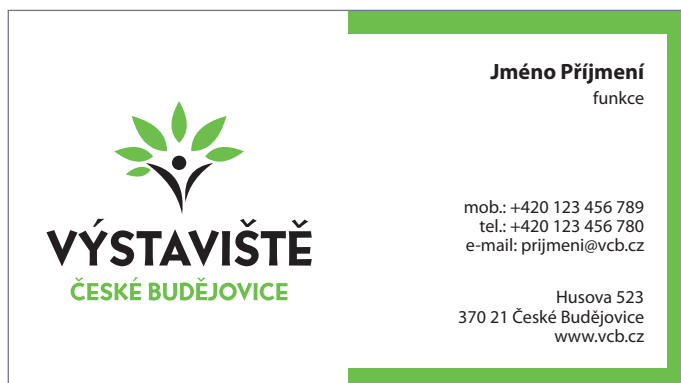 VÝSTAVIŠTĚ
ČESKÉ BUDĚJOVICE
Jméno Příjmení
funkce
mob.: +420 123 456 789
tel.: +420 123 456 780
e-mail: prijmeni@vcb.cz
Husova 523
370 21 České Budějovice
www.vcb.cz